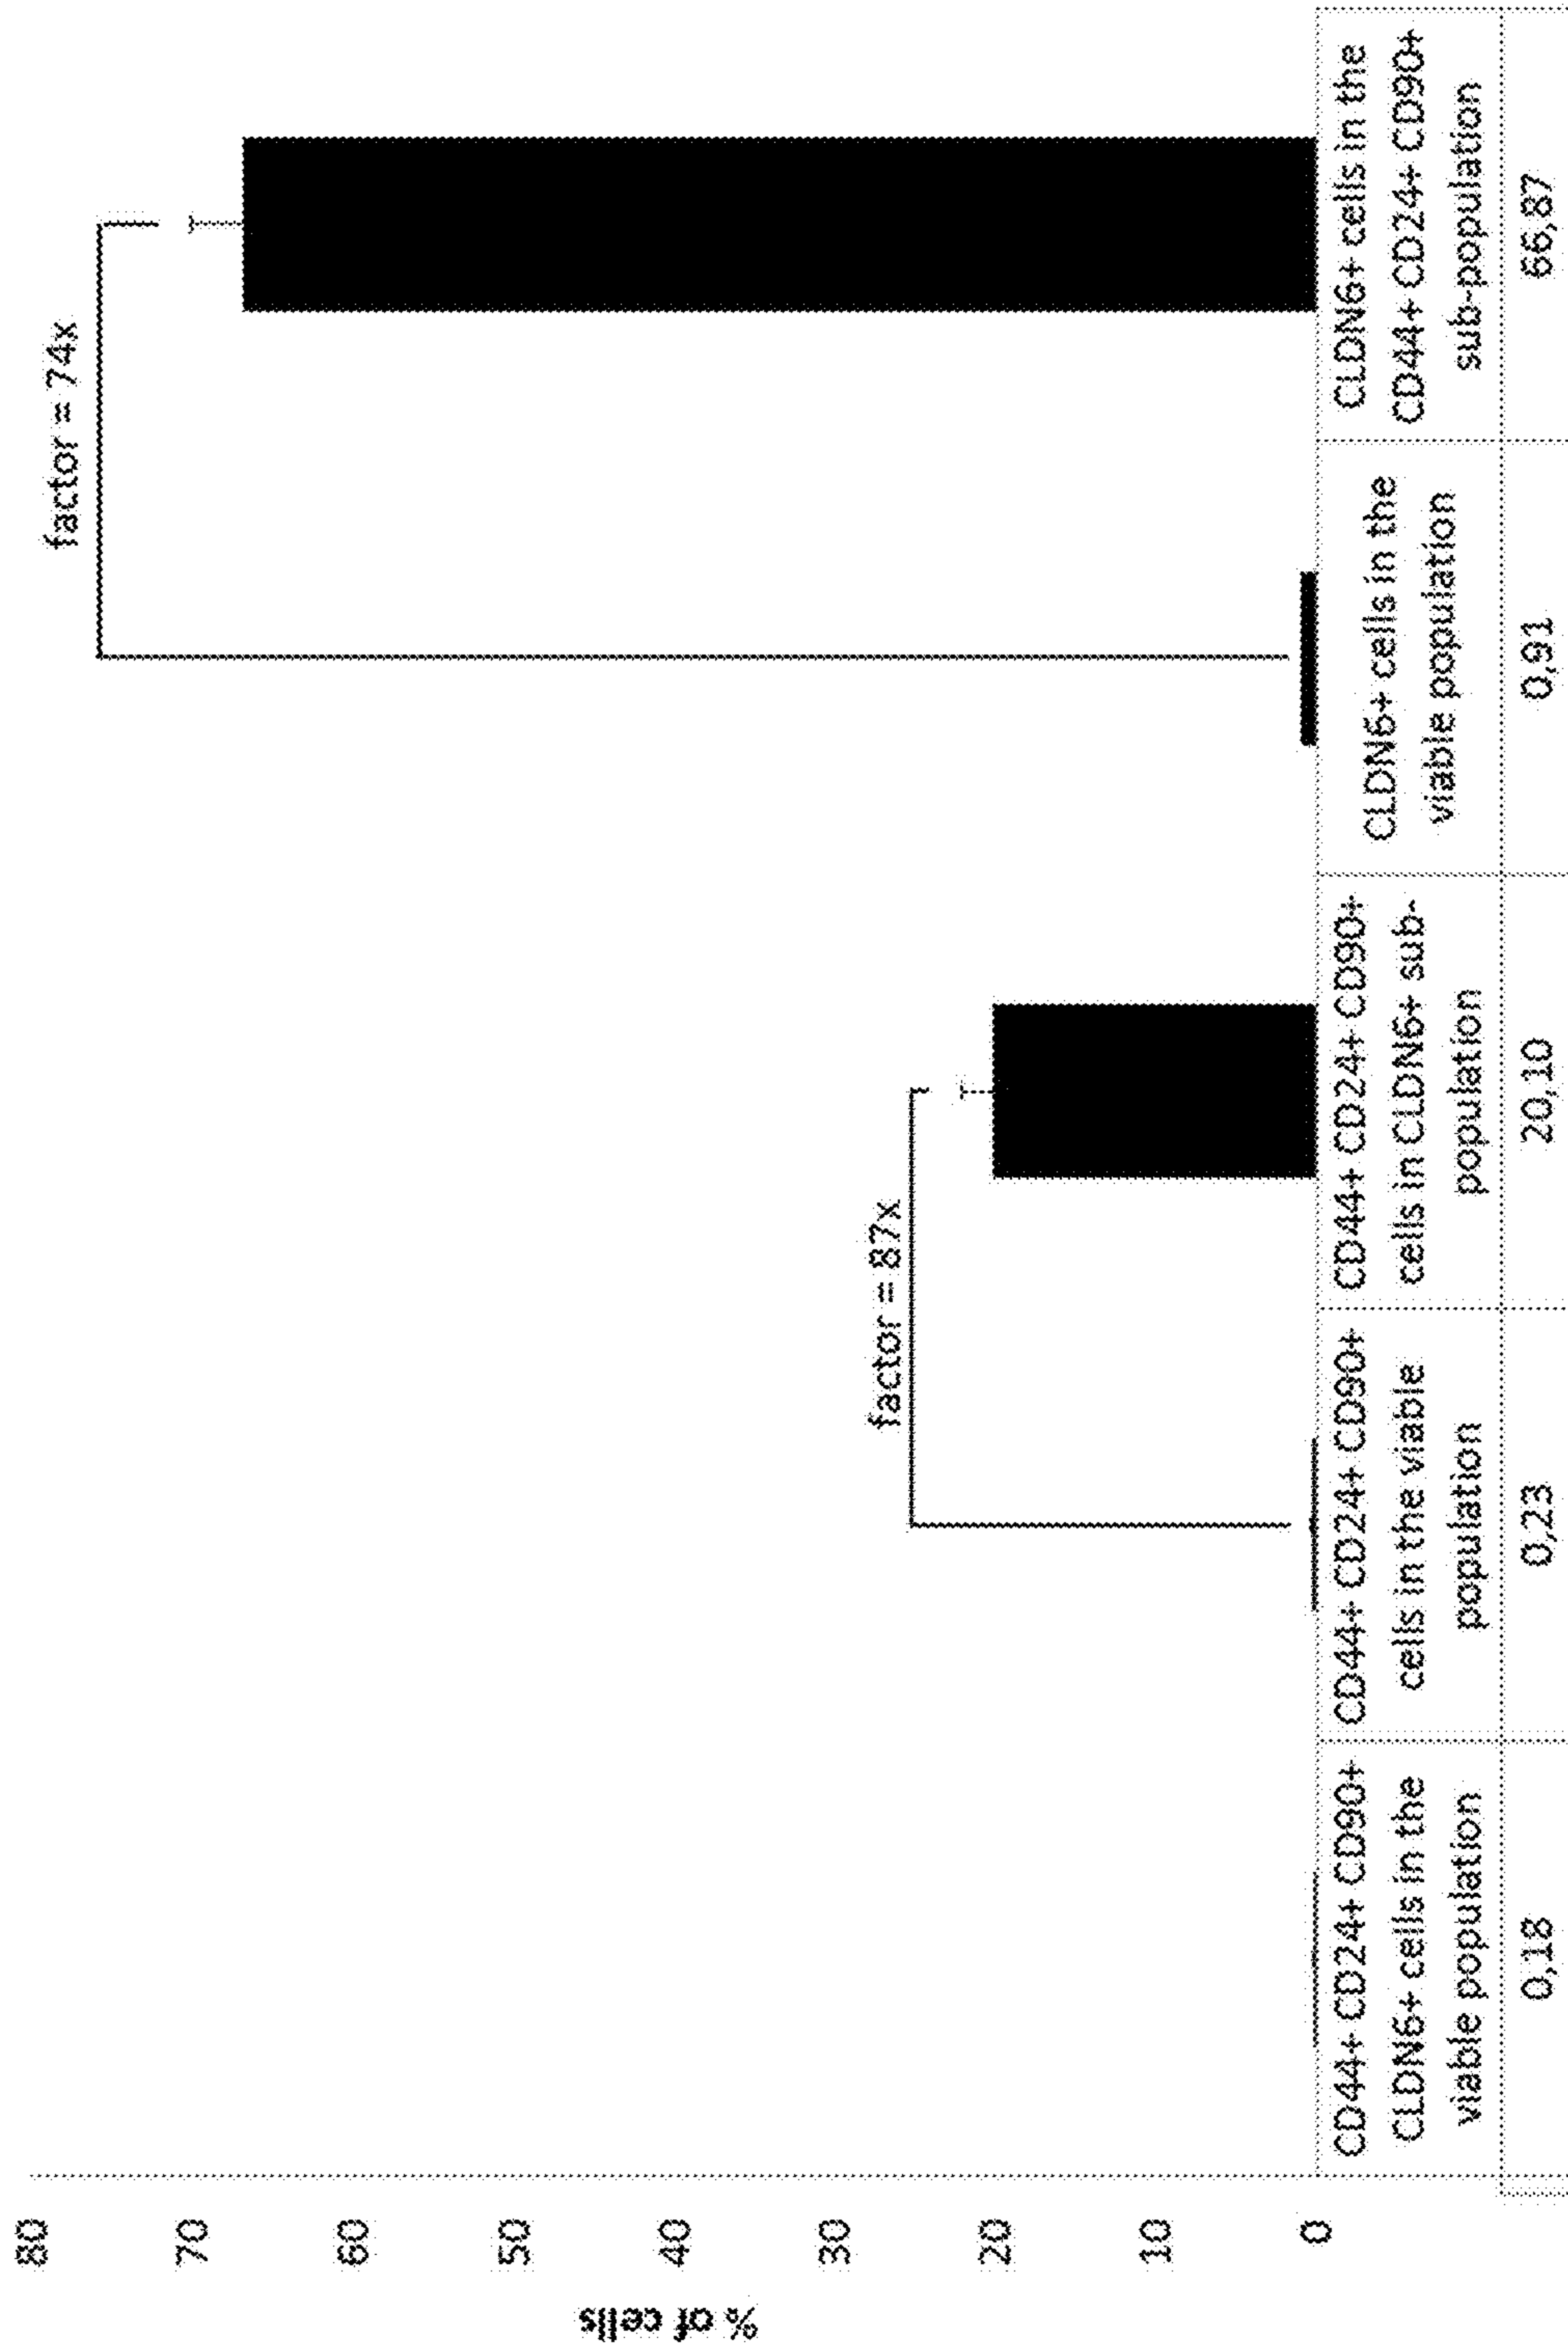 % of cells
80
70
60
50
40
30
20
10
0
factor = 87x
factor = 74x
CD44+ CD24+ CD90+
CLDN6+ cells in the
viable population
CD44+ CD24+ CD90+
cells in the viable
population
CD44+ CD24+ CD90+
cells in CLDN6+ sub-
population
CLDN6+ cells in the
viable population
CLDN6+ cells in the
CD44+ CD24+ CD90+
sub-population
0,18
0,23
20,10
0,91
66,87